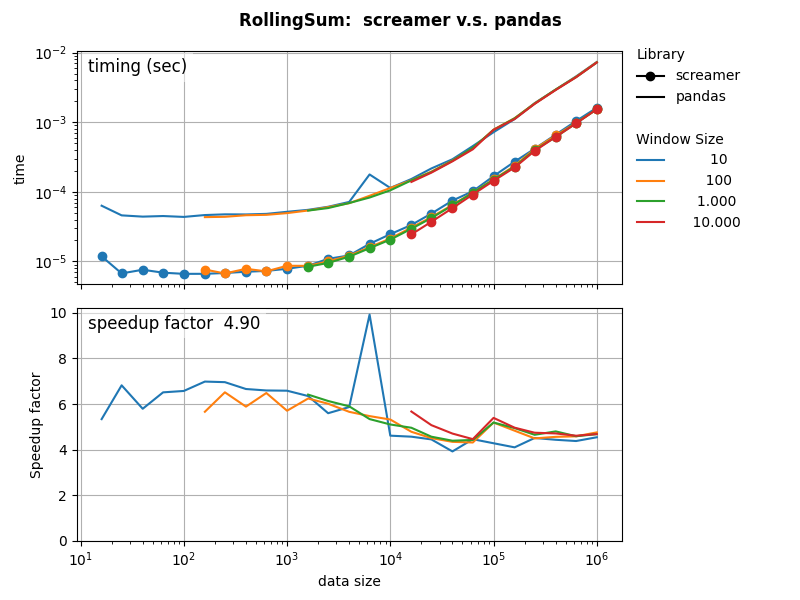 RollingSum:  screamer v.s. pandas
timing (sec)
time
10⁻²
10⁻³
10⁻⁴
10⁻⁵
Library
screamer
pandas
Window Size
10
100
1.000
10.000
speedup factor  4.90
Speedup factor
10
8
6
4
2
0
10¹ 10² 10³ 10⁴ 10⁵ 10⁶
data size